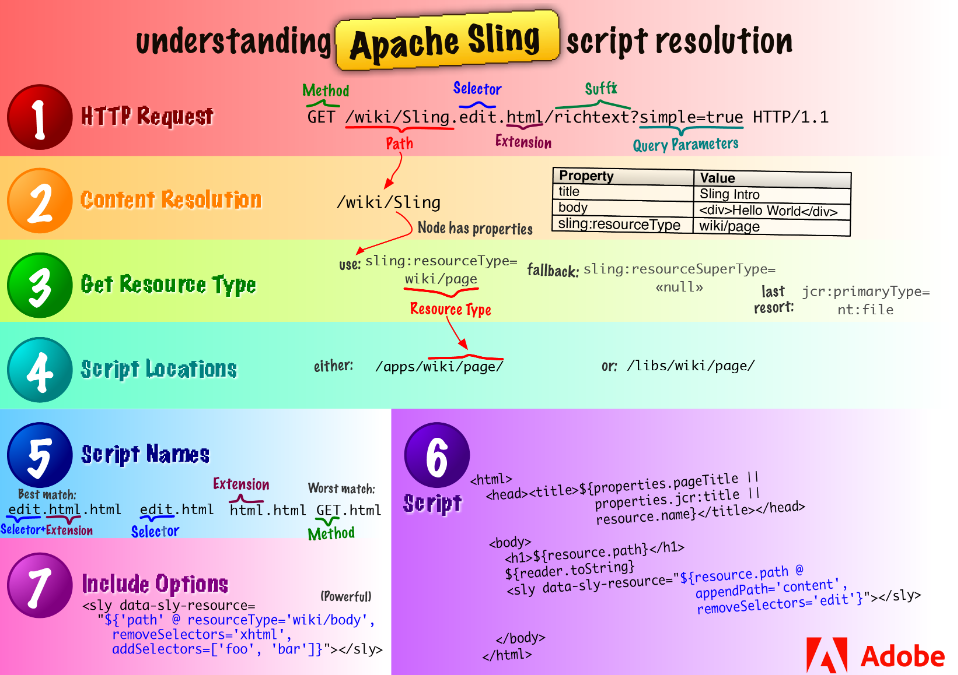 understanding Apache Sling script resolution
1 HTTP Request
Method
Selector
Suffix
GET /wiki/Sling.edit.html/richtext?simple=true HTTP/1.1
Path
Extension
Query Parameters
2 Content Resolution
/wiki/Sling
Node has properties
Property Value
title Sling Intro
body <div>Hello World</div>
sling:resourceType wiki/page
3 Get Resource Type
use: sling:resourceType=
wiki/page
Resource Type
fallback: sling:resourceSuperType=
«null»
last
resort:
jcr:primaryType=
nt:file
4 Script Locations
either: /apps/wiki/page/
or: /libs/wiki/page/
5 Script Names
Best match:
Extension
Worst match:
edit.html.html edit.html html.html GET.html
Selector+Extension
Selector
Method
6
Script
<html>
<head><title>${properties.pageTitle ||
properties.jcr:title ||
resource.name}</title></head>
<body>
<h1>${resource.path}</h1>
${reader.toString}
<sly data-sly-resource="${resource.path @
appendPath='content',
removeSelectors='edit'}"></sly>
</body>
</html>
7 Include Options
(Powerful)
<sly data-sly-resource=
"${'path' @ resourceType='wiki/body',
removeSelectors='xhtml',
addSelectors=['foo', 'bar']}"></sly>
Adobe